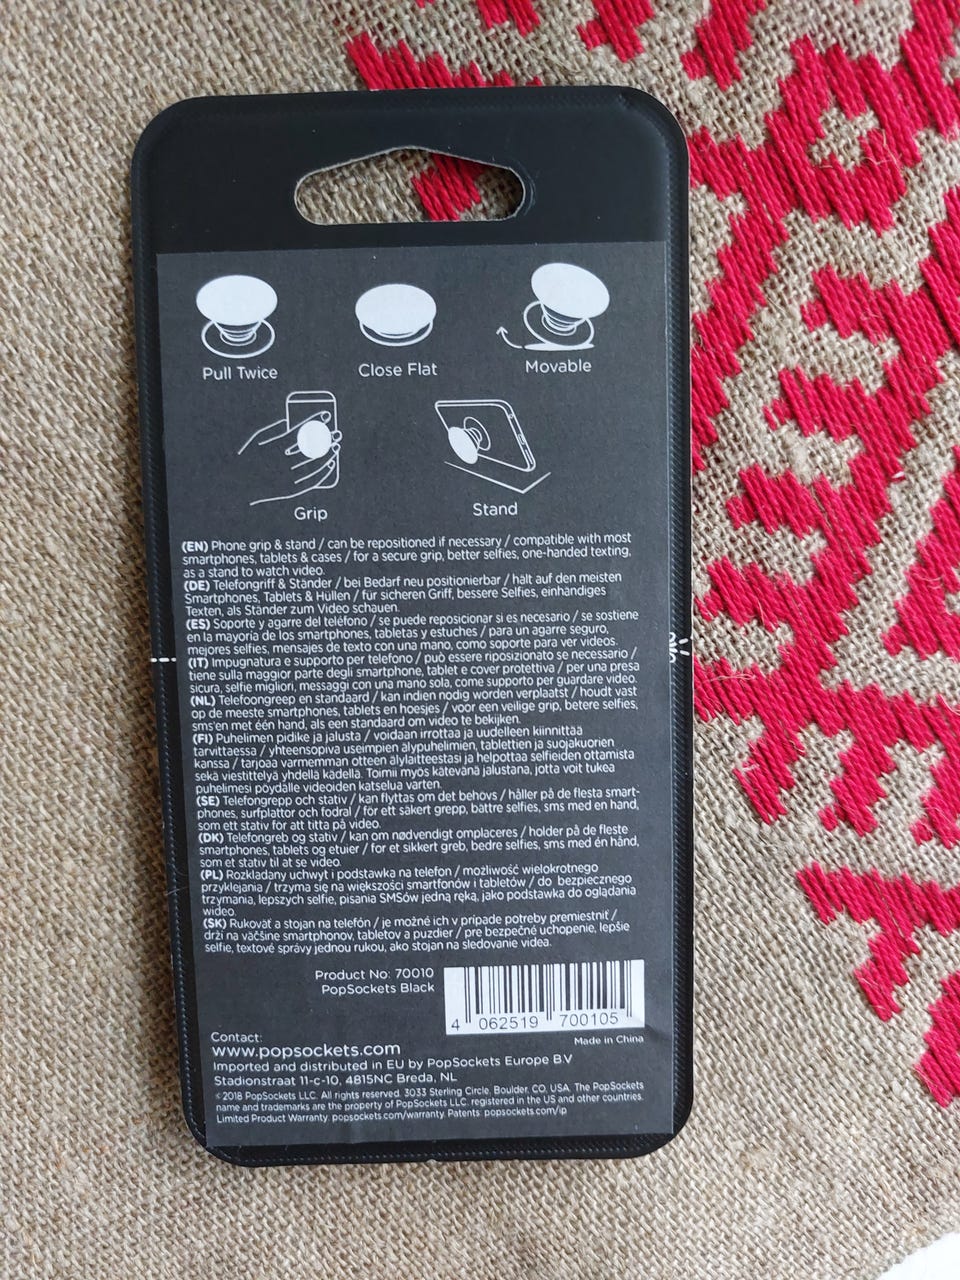 Pull Twice
Close Flat
Movable
Grip
Stand
(EN) Phone grip & stand / can be repositioned if necessary / compatible with most
smartphones, tablets & cases / for a secure grip, better selfies, one-handed texting,
as a stand to watch video.
(DE) Telefongriff & Ständer / bei Bedarf neu positionierbar / hält auf den meisten
Smartphones, Tablets & Hüllen / für sicheren Griff, bessere Selfies, einhändiges
Texten, als Ständer zum Video schauen.
(ES) Soporte y agarre del teléfono / se puede reposicionar si es necesario / se sostiene
en la mayoría de los smartphones, tabletas y estuches / para un agarre seguro,
mejores selfies, mensajes de texto con una mano, como soporte para ver videos.
(IT) Impugnatura e supporto per telefono / può essere riposizionato se necessario /
tiene sulla maggior parte degli smartphone, tablet e cover protettiva / per una presa
sicura, selfie migliori, messaggi con una mano sola, come supporto per guardare video.
(NL) Telefoongreep en standaard / kan indien nodig worden verplaatst / houdt vast
op de meeste smartphones, tablets en hoesjes / voor een veilige grip, betere selfies,
sms'en met één hand, als een standaard om video te bekijken.
(FI) Puhelimen pidike ja jalusta / voidaan irrottaa ja uudelleen kiinnittää
tarvittaessa / yhteensopiva useimpien älypuhelimien, tablettien ja suojakuorien
kanssa / tarjoaa varmemman otteen älylaitteestasi ja helpottaa selfieiden ottamista
sekä viestittelyä yhdellä kädellä. Toimii myös kätevänä jalustana, jotta voit tukea
puhelimesi pöydälle videoiden katselua varten.
(SE) Telefongrepp och stativ / kan flyttas om det behövs / håller på de flesta smart-
phones, surfplattor och fodral / för ett säkert grepp, bättre selfies, sms med en hand,
som ett stativ för att titta på video.
(DK) Telefongreb og stativ / kan om nødvendigt omplaceres / holder på de fleste
smartphones, tablets og etuier / for et sikkert greb, bedre selfies, sms med én hånd,
som et stativ til at se video.
(PL) Rozkładany uchwyt i podstawka na telefon / możliwość wielokrotnego
przyklejania / trzyma się na większości smartfonów i tabletów / do bezpiecznego
trzymania, lepszych selfie, pisania SMSów jedną ręką, jako podstawka do oglądania
wideo.
(SK) Rukoväť a stojan na telefón / je možné ich v prípade potreby premiestniť /
drží na väčšine smartphonov, tabletov a puzdier / pre bezpečné uchopenie, lepšie
selfie, textové správy jednou rukou, ako stojan na sledovanie videa.
Product No: 70010
PopSockets Black
4 062519 700105
Made in China
Contact:
www.popsockets.com
Imported and distributed in EU by PopSockets Europe B.V
Stadionstraat 11-c-10, 4815NC Breda, NL
©2018 PopSockets LLC. All rights reserved. 3033 Sterling Circle, Boulder, CO, USA. The PopSockets
name and trademarks are the property of PopSockets LLC. registered in the US and other countries.
Limited Product Warranty: popsockets.com/warranty. Patents: popsockets.com/ip